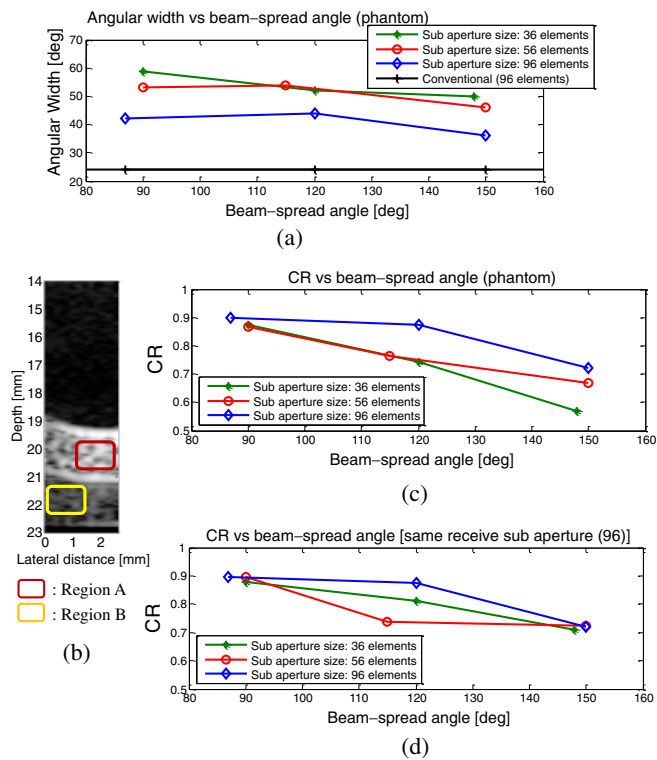 Angular width vs beam−spread angle (phantom)
Angular Width [deg]
70
60
50
40
30
20
80 90 100 110 120 130 140 150 160
Sub aperture size: 36 elements
Sub aperture size: 56 elements
Sub aperture size: 96 elements
Conventional (96 elements)
Beam−spread angle [deg]
(a)
Depth [mm]
14
15
16
17
18
19
20
21
22
23
0 1 2
Lateral distance [mm]
: Region A
: Region B
(b)
CR vs beam−spread angle (phantom)
CR
1
0.9
0.8
0.7
0.6
0.5
80 90 100 110 120 130 140 150 160
Sub aperture size: 36 elements
Sub aperture size: 56 elements
Sub aperture size: 96 elements
Beam−spread angle [deg]
(c)
CR vs beam−spread angle [same receive sub aperture (96)]
CR
1
0.9
0.8
0.7
0.6
0.5
80 90 100 110 120 130 140 150 160
Sub aperture size: 36 elements
Sub aperture size: 56 elements
Sub aperture size: 96 elements
Beam−spread angle [deg]
(d)